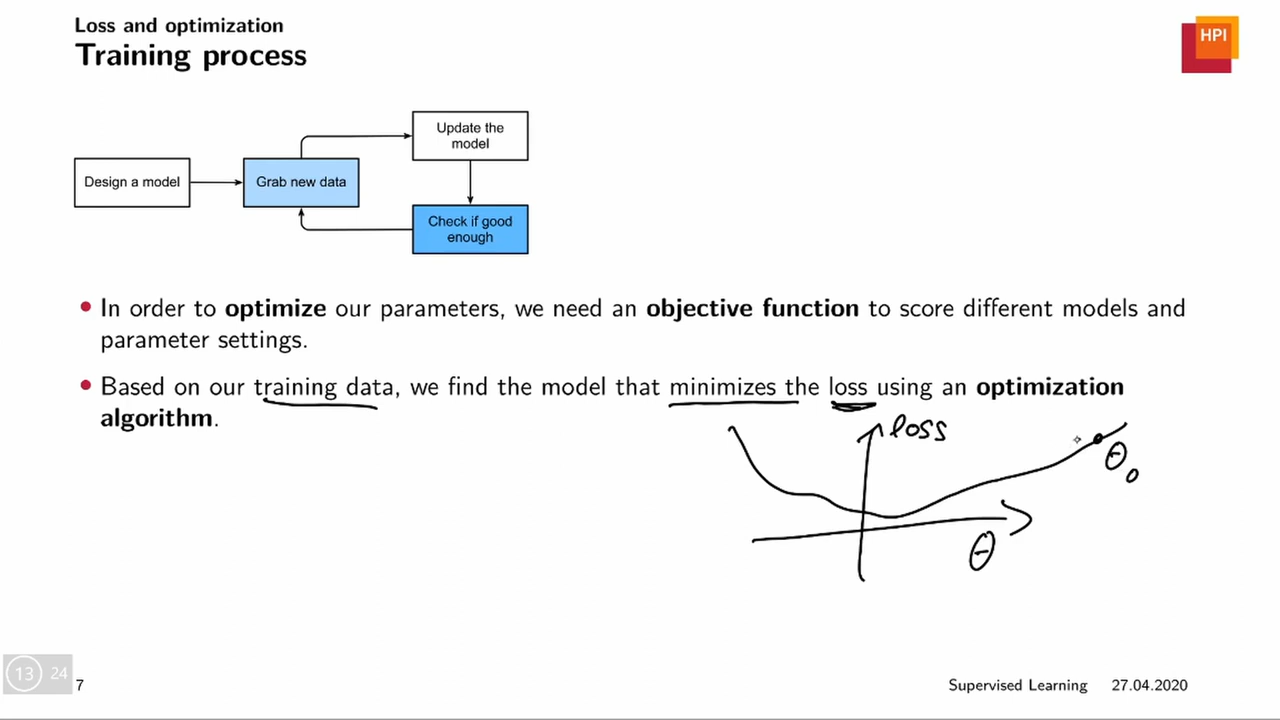 Loss and optimization
Training process
HPI
Update the
model
Design a model
Grab new data
Check if good
enough
• In order to optimize our parameters, we need an objective function to score different models and
parameter settings.
• Based on our training data, we find the model that minimizes the loss using an optimization
algorithm.
loss
θ₀
θ
13 24
7
Supervised Learning 27.04.2020